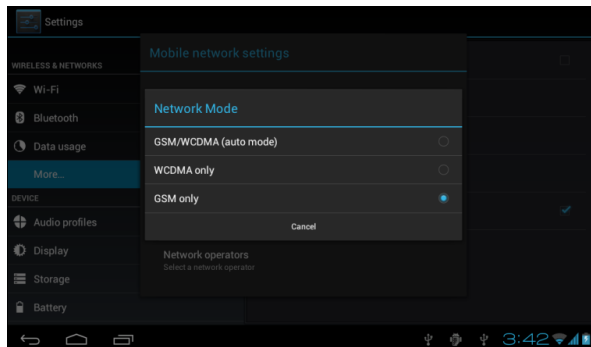 Settings
WIRELESS & NETWORKS
Wi-Fi
Bluetooth
Data usage
More...
DEVICE
Audio profiles
Display
Storage
Battery
Mobile network settings
Network Mode
GSM/WCDMA (auto mode)
WCDMA only
GSM only
Cancel
Network operators
Select a network operator
3:42